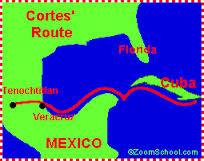 Cortes'
Route
Florida
Tenochtitlan
Cuba
Veracruz
MEXICO
©ZoomSchool.com